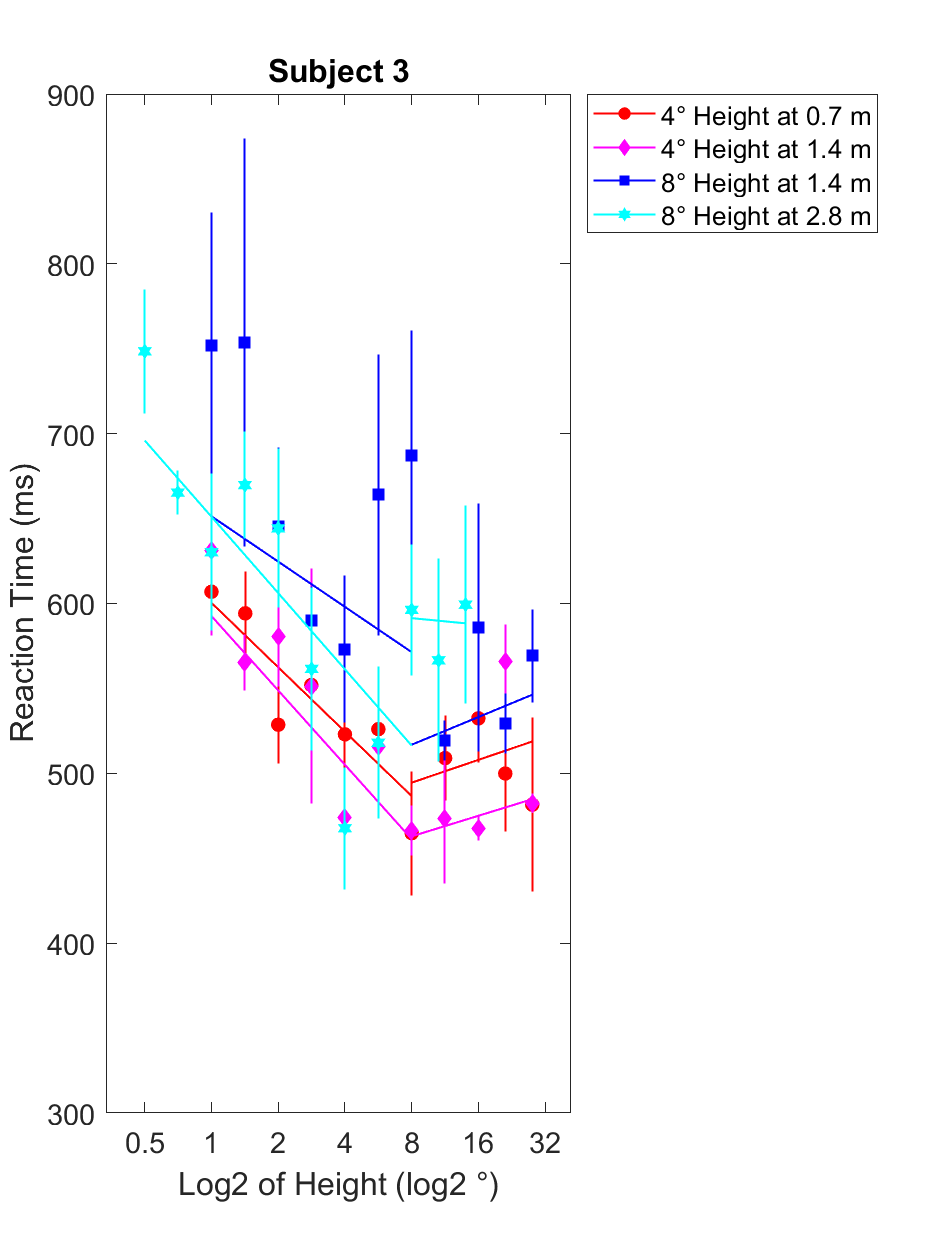 Subject 3
900
800
700
600
500
400
300
Reaction Time (ms)
0.5 1 2 4 8 16 32
Log2 of Height (log2 °)
4° Height at 0.7 m
4° Height at 1.4 m
8° Height at 1.4 m
8° Height at 2.8 m